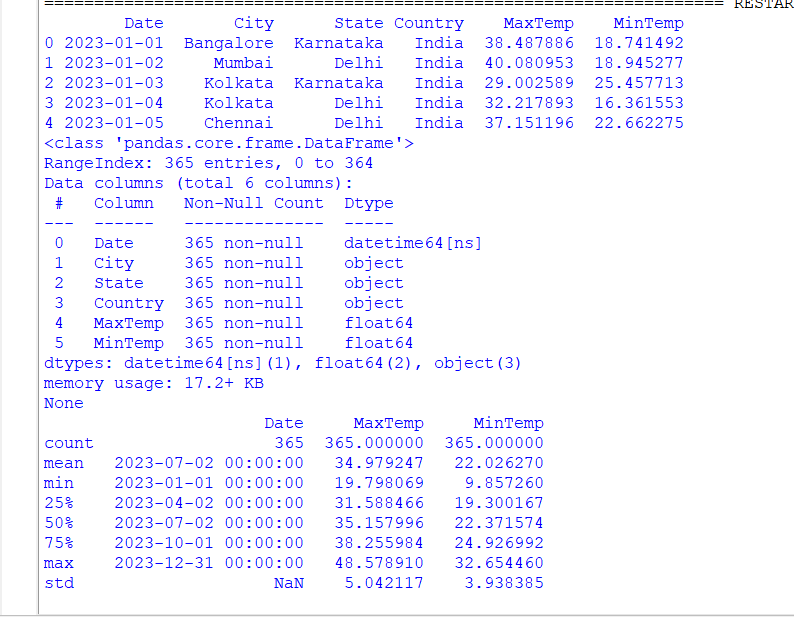 ======================================================================== RESTAR
        Date       City      State Country    MaxTemp    MinTemp
0 2023-01-01  Bangalore  Karnataka   India  38.487886  18.741492
1 2023-01-02     Mumbai      Delhi   India  40.080953  18.945277
2 2023-01-03    Kolkata  Karnataka   India  29.002589  25.457713
3 2023-01-04    Kolkata      Delhi   India  32.217893  16.361553
4 2023-01-05    Chennai      Delhi   India  37.151196  22.662275
<class 'pandas.core.frame.DataFrame'>
RangeIndex: 365 entries, 0 to 364
Data columns (total 6 columns):
 #   Column   Non-Null Count  Dtype
---  ------   --------------  -----
 0   Date     365 non-null    datetime64[ns]
 1   City     365 non-null    object
 2   State    365 non-null    object
 3   Country  365 non-null    object
 4   MaxTemp  365 non-null    float64
 5   MinTemp  365 non-null    float64
dtypes: datetime64[ns](1), float64(2), object(3)
memory usage: 17.2+ KB
None
                      Date     MaxTemp     MinTemp
count                  365  365.000000  365.000000
mean   2023-07-02 00:00:00   34.979247   22.026270
min    2023-01-01 00:00:00   19.798069    9.857260
25%    2023-04-02 00:00:00   31.588466   19.300167
50%    2023-07-02 00:00:00   35.157996   22.371574
75%    2023-10-01 00:00:00   38.255984   24.926992
max    2023-12-31 00:00:00   48.578910   32.654460
std                    NaN    5.042117    3.938385